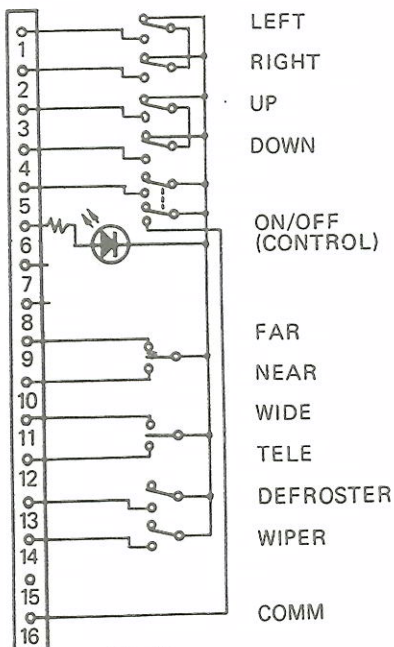 1
LEFT
2
RIGHT
3
UP
4
DOWN
5
6
ON/OFF
(CONTROL)
7
8
9
FAR
10
NEAR
11
WIDE
12
TELE
13
DEFROSTER
14
WIPER
15
16
COMM